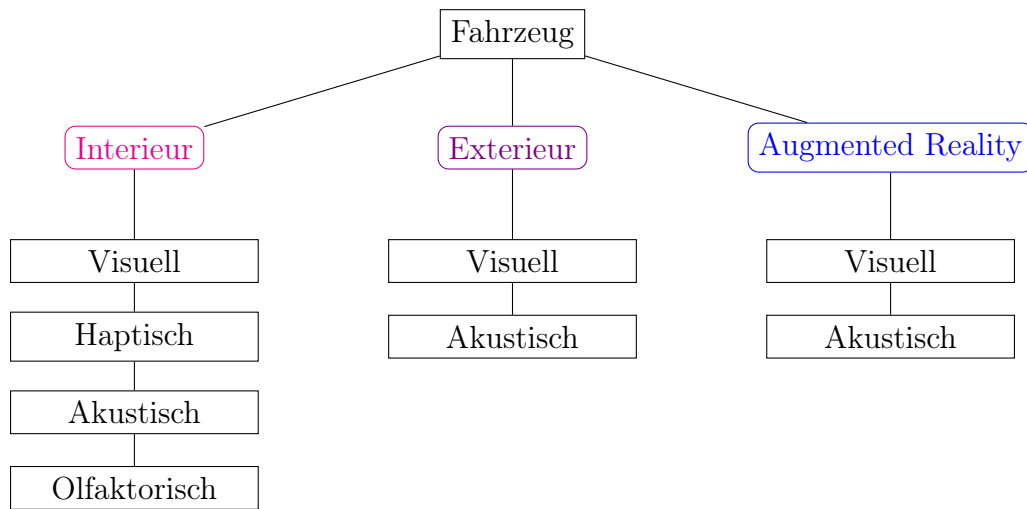 Fahrzeug
Interieur
Exterieur
Augmented Reality
Visuell
Visuell
Visuell
Haptisch
Akustisch
Akustisch
Akustisch
Olfaktorisch